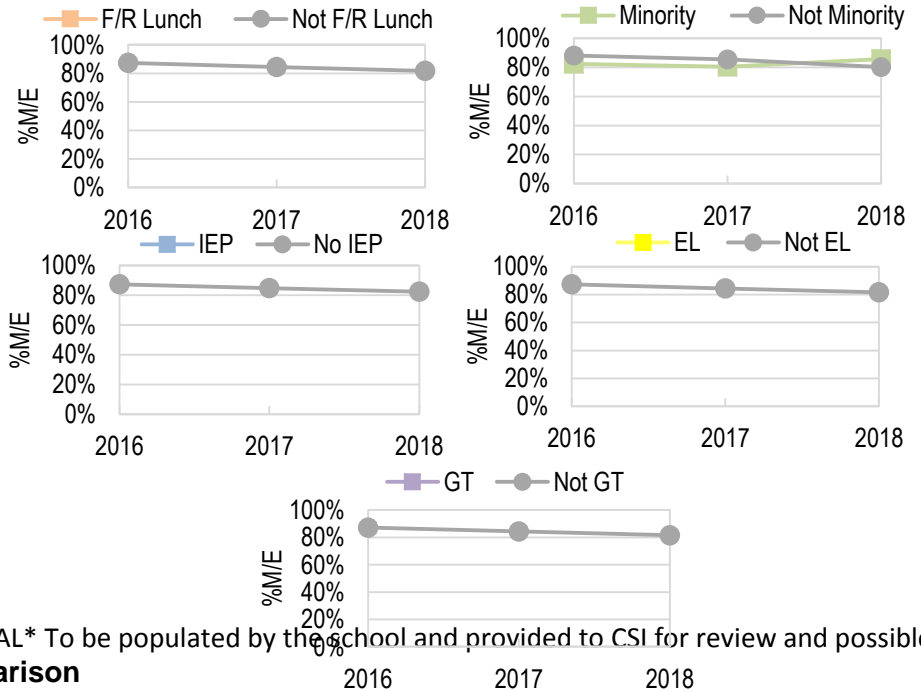 F/R Lunch Not F/R Lunch
100%
80%
60%
40%
20%
0%
%M/E
2016 2017 2018
Minority Not Minority
100%
80%
60%
40%
20%
0%
%M/E
2016 2017 2018
IEP No IEP
100%
80%
60%
40%
20%
0%
%M/E
2016 2017 2018
EL Not EL
100%
80%
60%
40%
20%
0%
%M/E
2016 2017 2018
GT Not GT
100%
80%
60%
40%
20%
0%
%M/E
2016 2017 2018
AL* To be populated by the school and provided to CSI for review and possible
arison